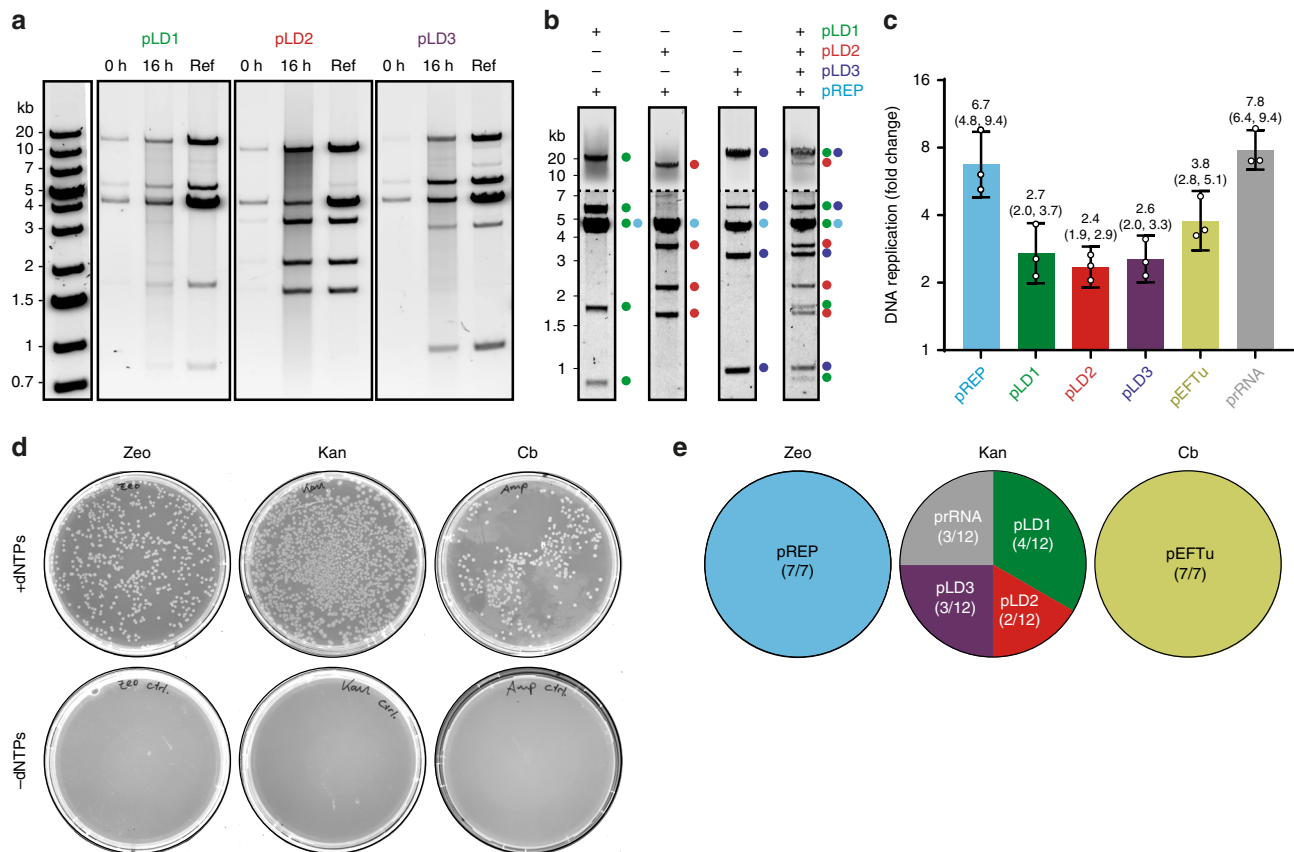 a
pLD1 pLD2 pLD3
0 h 16 h Ref 0 h 16 h Ref 0 h 16 h Ref
kb
20
10
7
5
4
3
2
1.5
1
0.7
b
+ – – + pLD1
– + – + pLD2
– – + + pLD3
+ + + + pREP
kb
20
10
7
5
4
3
2
1.5
1
c
DNA repplication (fold change)
16
8
4
2
1
6.7
(4.8, 9.4)
2.7
(2.0, 3.7)
2.4
(1.9, 2.9)
2.6
(2.0, 3.3)
3.8
(2.8, 5.1)
7.8
(6.4, 9.4)
pREP pLD1 pLD2 pLD3 pEFTu prRNA
d
Zeo Kan Cb
+dNTPs
Zeo Kan Amp
–dNTPs
Zeo ctrl. Kan ctrl. Amp ctrl.
e
Zeo Kan Cb
pREP
(7/7)
prRNA
(3/12)
pLD1
(4/12)
pLD3
(3/12)
pLD2
(2/12)
pEFTu
(7/7)